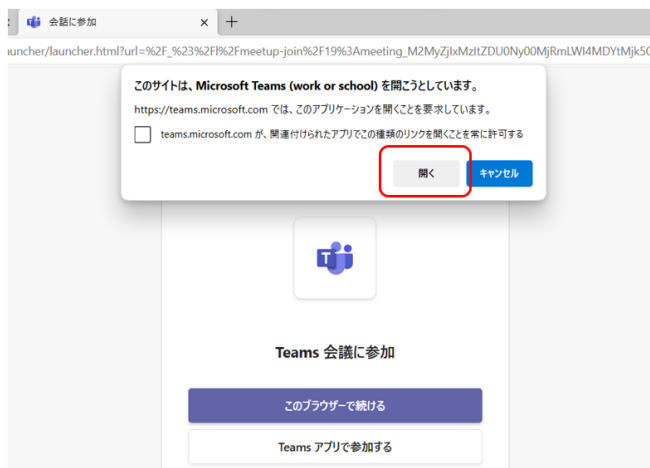 会話に参加
auncher/launcher.html?url=%2F_%23%2Fl%2Fmeetup-join%2F19%3Ameeting_M2MyZjIxMzItZDU0Ny00MjRmLWI4MDYtMjk5
このサイトは、Microsoft Teams (work or school) を開こうとしています。
https://teams.microsoft.com では、このアプリケーションを開くことを要求しています。
teams.microsoft.com が、関連付けられたアプリでこの種類のリンクを開くことを常に許可する
開く キャンセル
Teams 会議に参加
このブラウザーで続ける
Teams アプリで参加する